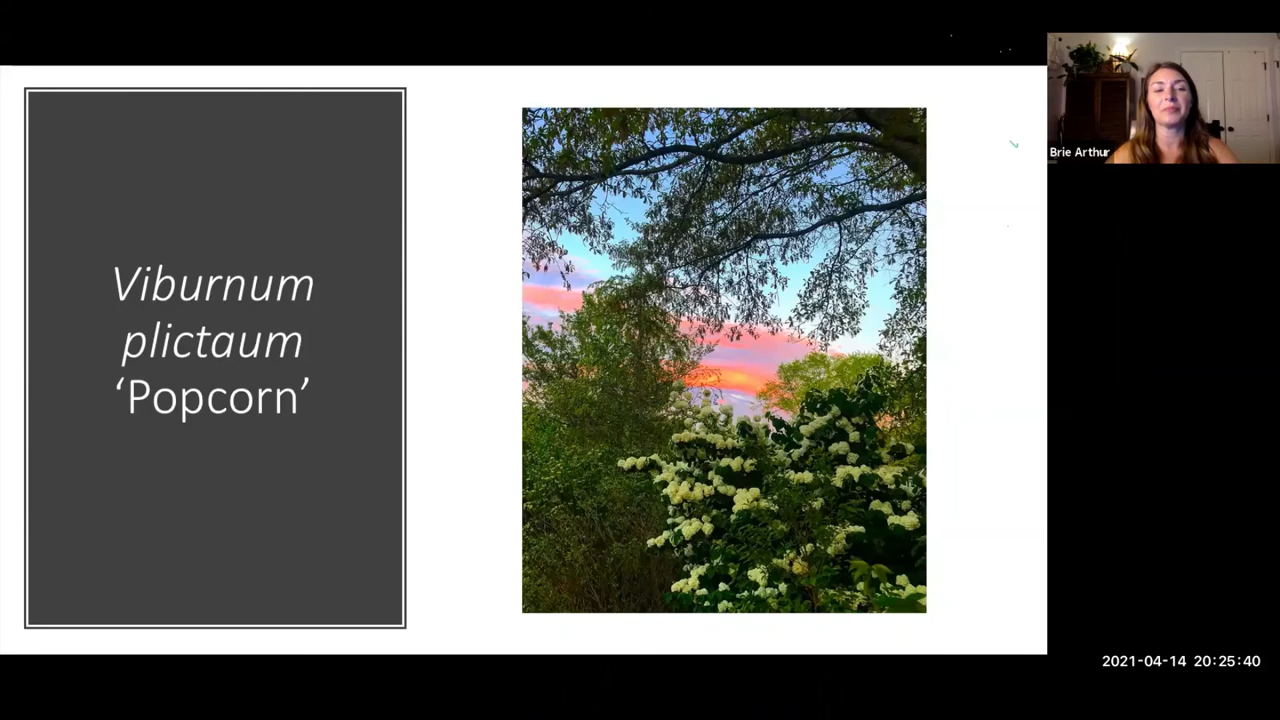 Viburnum
plictaum
‘Popcorn’
Brie Arthur
2021-04-14 20:25:40